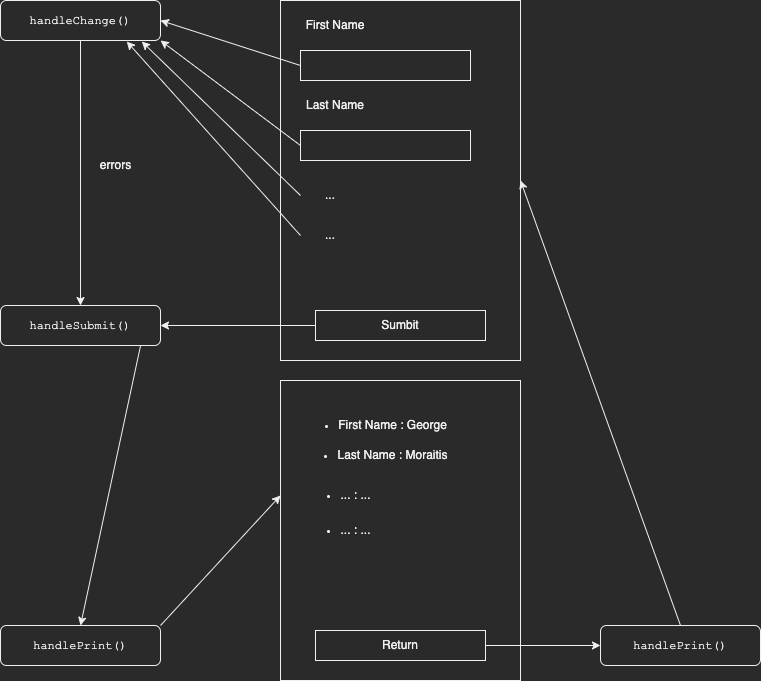 handleChange()
First Name
Last Name
errors
...
...
handleSubmit()
Sumbit
• First Name : George
• Last Name : Moraitis
• ... : ...
• ... : ...
handlePrint()
Return
handlePrint()